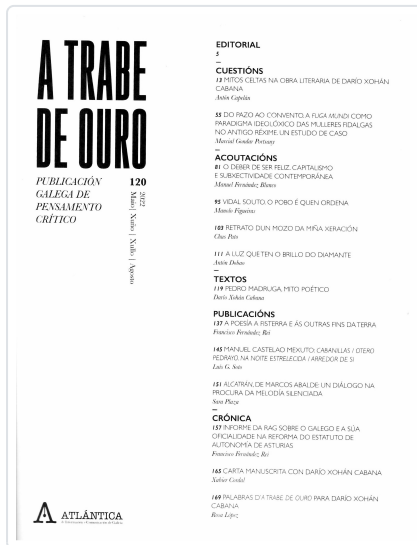 A TRABE
DE OURO
PUBLICACIÓN
GALEGA DE
PENSAMENTO
CRÍTICO
120
2022
Maio| Xuño | Xullo | Agosto
EDITORIAL
5
CUESTIÓNS
13 MITOS CELTAS NA OBRA LITERARIA DE DARÍO XOHÁN
CABANA
Antón Capelán
55 DO PAZO AO CONVENTO. A FUGA MUNDI COMO
PARADIGMA IDEOLÓXICO DAS MULLERES FIDALGAS
NO ANTIGO RÉXIME. UN ESTUDO DE CASO
Marcial Gondar Portasany
ACOUTACIÓNS
81 O DEBER DE SER FELIZ. CAPITALISMO
E SUBXECTIVIDADE CONTEMPORÁNEA
Manuel Fernández Blanco
95 VIDAL SOUTO. O POBO É QUEN ORDENA
Manolo Figueiras
103 RETRATO DUN MOZO DA MIÑA XERACIÓN
Chus Pato
111 A LUZ QUE TEN O BRILLO DO DIAMANTE
Antón Dobao
TEXTOS
119 PEDRO MADRUGA, MITO POÉTICO
Darío Xohán Cabana
PUBLICACIÓNS
137 A POESÍA A FISTERRA E ÁS OUTRAS FINS DA TERRA
Francisco Fernández Rei
145 MANUEL CASTELAO MEXUTO: CABANILLAS / OTERO
PEDRAYO. NA NOITE ESTRELECIDA / ARREDOR DE SI
Luís G. Soto
151 ALCATRÁN, DE MARCOS ABALDE UN DIÁLOGO NA
PROCURA DA MELODÍA SILENCIADA
Sara Plaza
CRÓNICA
157 INFORME DA RAG SOBRE O GALEGO E A SÚA
OFICIALIDADE NA REFORMA DO ESTATUTO DE
AUTONOMÍA DE ASTURIAS
Francisco Fernández Rei
165 CARTA MANUSCRITA CON DARÍO XOHÁN CABANA
Xabier Cordal
169 PALABRAS D'A TRABE DE OURO PARA DARÍO XOHÁN
CABANA
Rosa López
ATLÁNTICA